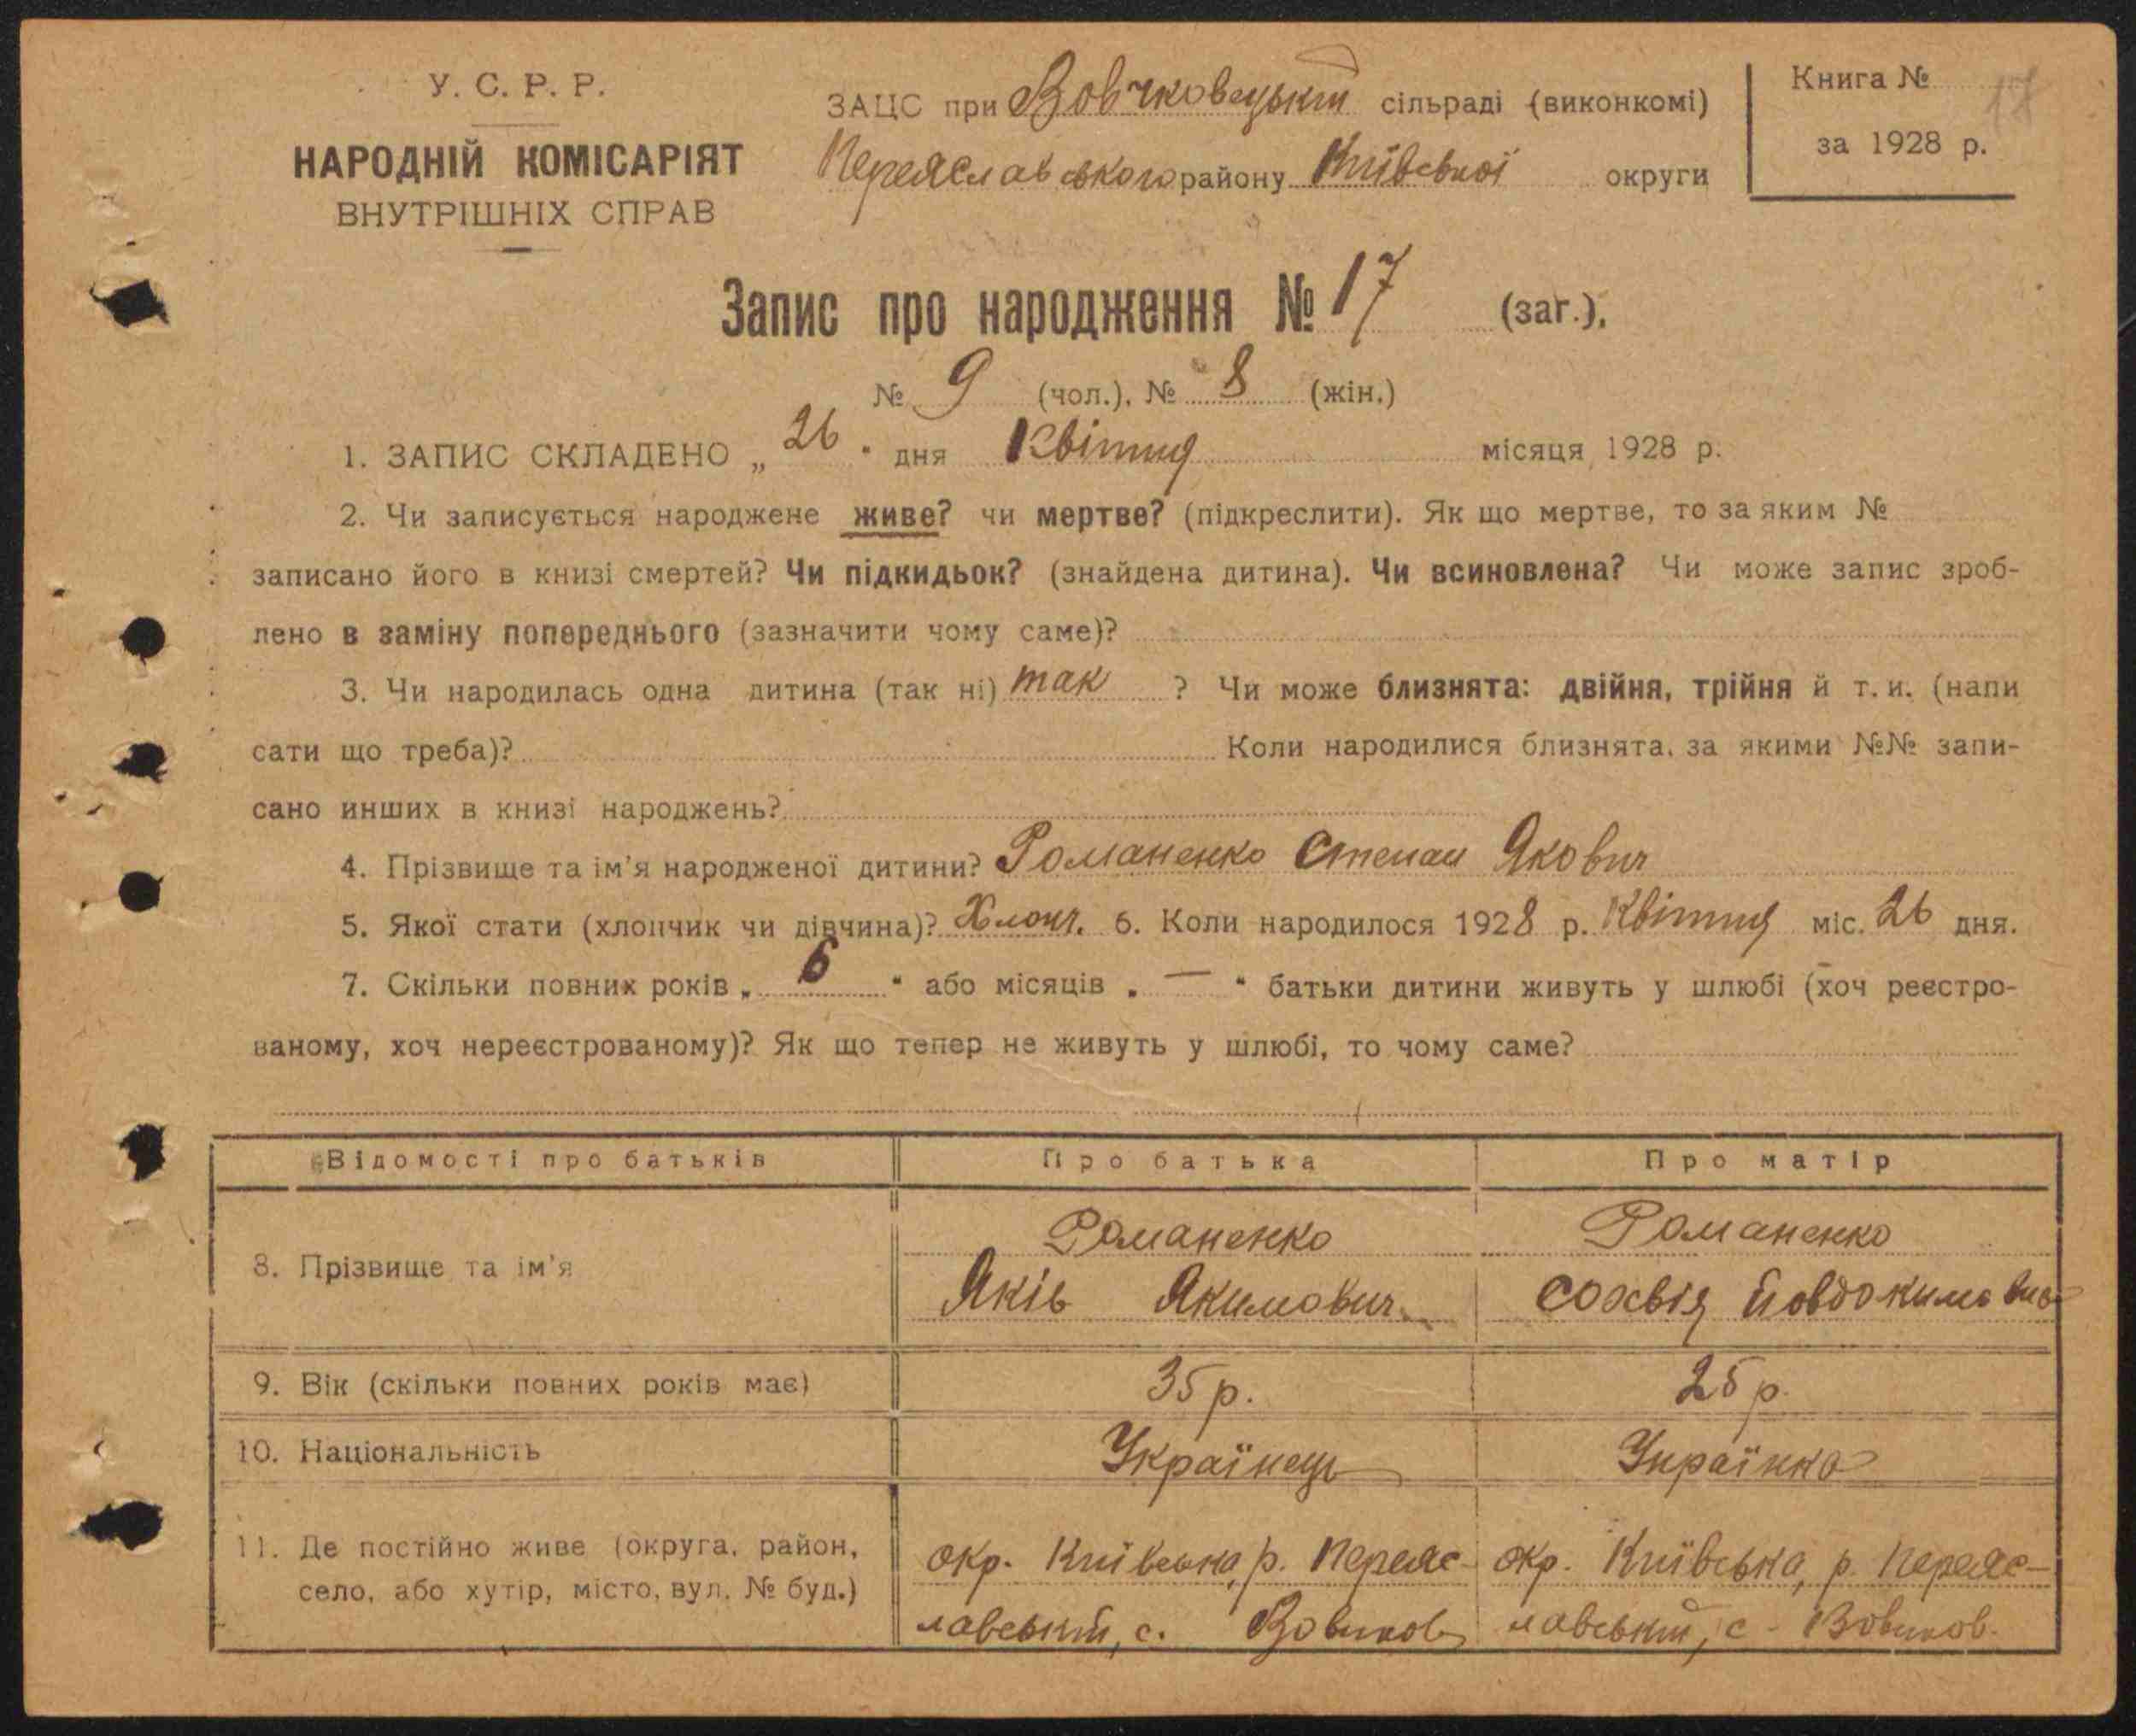 У. С. Р. Р.
НАРОДНІЙ КОМІСАРІЯТ
ВНУТРІШНІХ СПРАВ
ЗАЦС при Вовчковецькій сільраді (виконкомі)
Переяславського району Київської округи
Книга №
за 1928 р.
Запис про народження № 17 (заг.),
№ 9 (чол.), № 8 (жін.)
1. ЗАПИС СКЛАДЕНО „ 26 " дня Квітня місяця 1928 р.
2. Чи записується народжене живе? чи мертве? (підкреслити). Як що мертве, то за яким №
записано його в книзі смертей? Чи підкидьок? (знайдена дитина). Чи всиновлена? Чи може запис зроб-
лено в заміну попереднього (зазначити чому саме)?
3. Чи народилась одна дитина (так ні) так ? Чи може близнята: двійня, трійня й т. и. (напи
сати що треба)? Коли народилися близнята, за якими №№ запи-
сано инших в книзі народжень?
4. Прізвище та ім'я народженої дитини? Романенко Степан Якович
5. Якої стати (хлопчик чи дівчина)? Хлопч. 6. Коли народилося 1928 р. Квітня міс. 26 дня.
7. Скільки повних років „ 6 " або місяців „ — " батьки дитини живуть у шлюбі (хоч реєстро-
ваному, хоч нереєстрованому)? Як що тепер не живуть у шлюбі, то чому саме?
Відомості про батьків Про батька Про матір
8. Прізвище та ім'я
Романенко
Яків Якимович
Романенко
Сохвія Йовдокимовна
9. Вік (скільки повних років має) 35 р. 25 р.
10. Національність Українець Українка
11. Де постійно живе (округа, район,
село, або хутір, місто, вул. № буд.)
окр. Київська, р. Переяс-
лавський, с. Вовчков
окр. Київська, р. Переяс-
лавський, с - Вовчков.